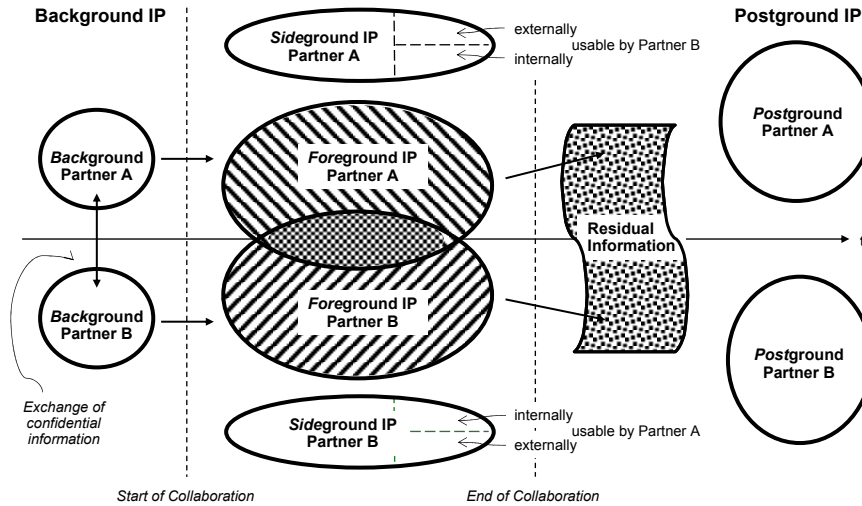 Background IP
Postground IP
Sideground IP
Partner A
externally
internally
usable by Partner B
Background
Partner A
Foreground IP
Partner A
Postground
Partner A
Residual
Information
t
Background
Partner B
Foreground IP
Partner B
Postground
Partner B
Exchange of
confidential
information
Sideground IP
Partner B
internally
externally
usable by Partner A
Start of Collaboration
End of Collaboration